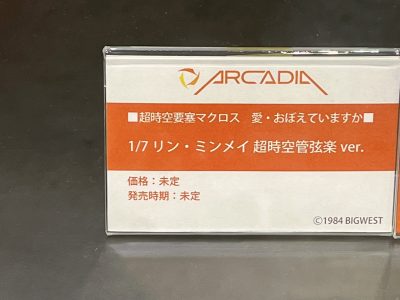 ARCADIA
■超時空要塞マクロス　愛・おぼえていますか■
1/7 リン・ミンメイ 超時空管弦楽 ver.
価格：未定
発売時期：未定
©1984 BIGWEST